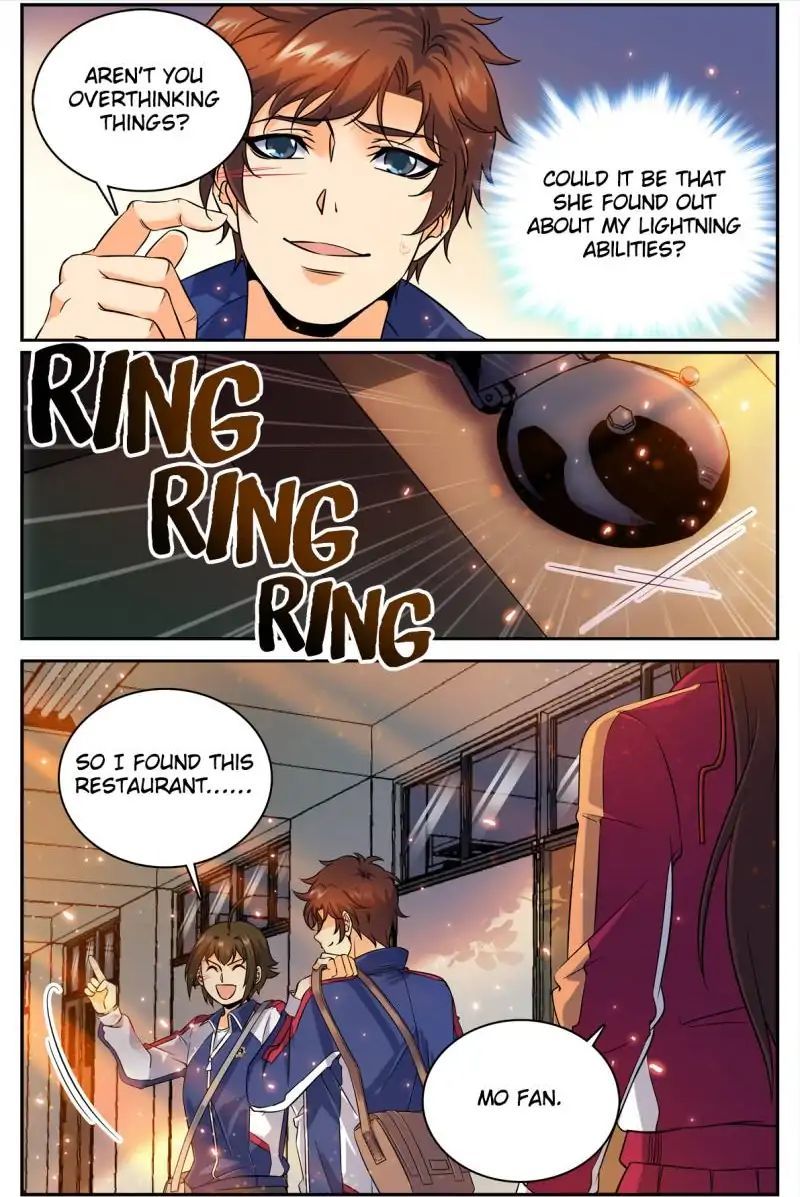 AREN'T YOU
OVERTHINKING
THINGS?
COULD IT BE THAT
SHE FOUND OUT
ABOUT MY LIGHTNING
ABILITIES?
RING
RING
RING
SO I FOUND THIS
RESTAURANT......
MO FAN.